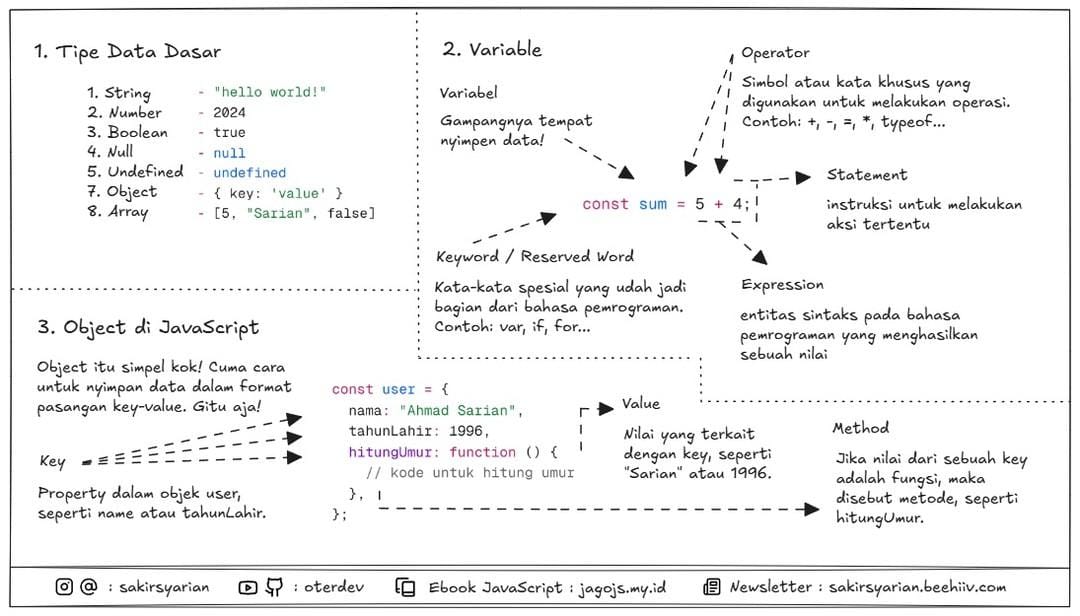 1. Tipe Data Dasar
1. String - "hello world!"
2. Number - 2024
3. Boolean - true
4. Null - null
5. Undefined - undefined
7. Object - { key: 'value' }
8. Array - [5, "Sarian", false]
2. Variable
Variabel
Gampangnya tempat
nyimpen data!
Operator
Simbol atau kata khusus yang
digunakan untuk melakukan operasi.
Contoh: +, -, =, *, typeof...
const sum = 5 + 4;
Statement
instruksi untuk melakukan
aksi tertentu
Keyword / Reserved Word
Kata-kata spesial yang udah jadi
bagian dari bahasa pemrograman.
Contoh: var, if, for...
Expression
entitas sintaks pada bahasa
pemrograman yang menghasilkan
sebuah nilai
3. Object di JavaScript
Object itu simpel kok! Cuma cara
untuk nyimpan data dalam format
pasangan key-value. Gitu aja!
Key
Property dalam objek user,
seperti name atau tahunLahir.
const user = {
nama: "Ahmad Sarian",
tahunLahir: 1996,
hitungUmur: function () {
// kode untuk hitung umur
},
};
Value
Nilai yang terkait
dengan key, seperti
"Sarian" atau 1996.
Method
Jika nilai dari sebuah key
adalah fungsi, maka
disebut metode, seperti
hitungUmur.
: sakirsyarian : oterdev Ebook JavaScript : jagojs.my.id Newsletter : sakirsyarian.beehiiv.com